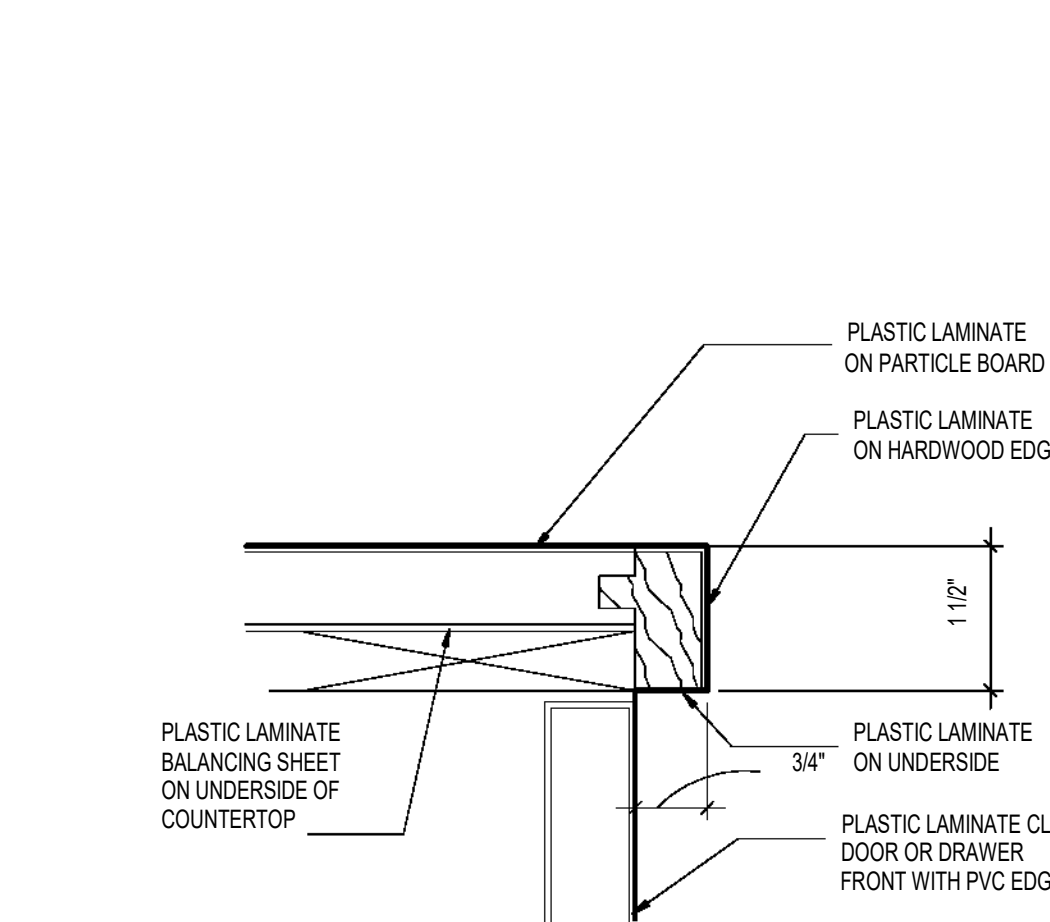 PLASTIC LAMINATE
ON PARTICLE BOARD
PLASTIC LAMINATE
ON HARDWOOD EDG
1 1/2"
PLASTIC LAMINATE
BALANCING SHEET
ON UNDERSIDE OF
COUNTERTOP
3/4"
PLASTIC LAMINATE
ON UNDERSIDE
PLASTIC LAMINATE CL
DOOR OR DRAWER
FRONT WITH PVC EDG